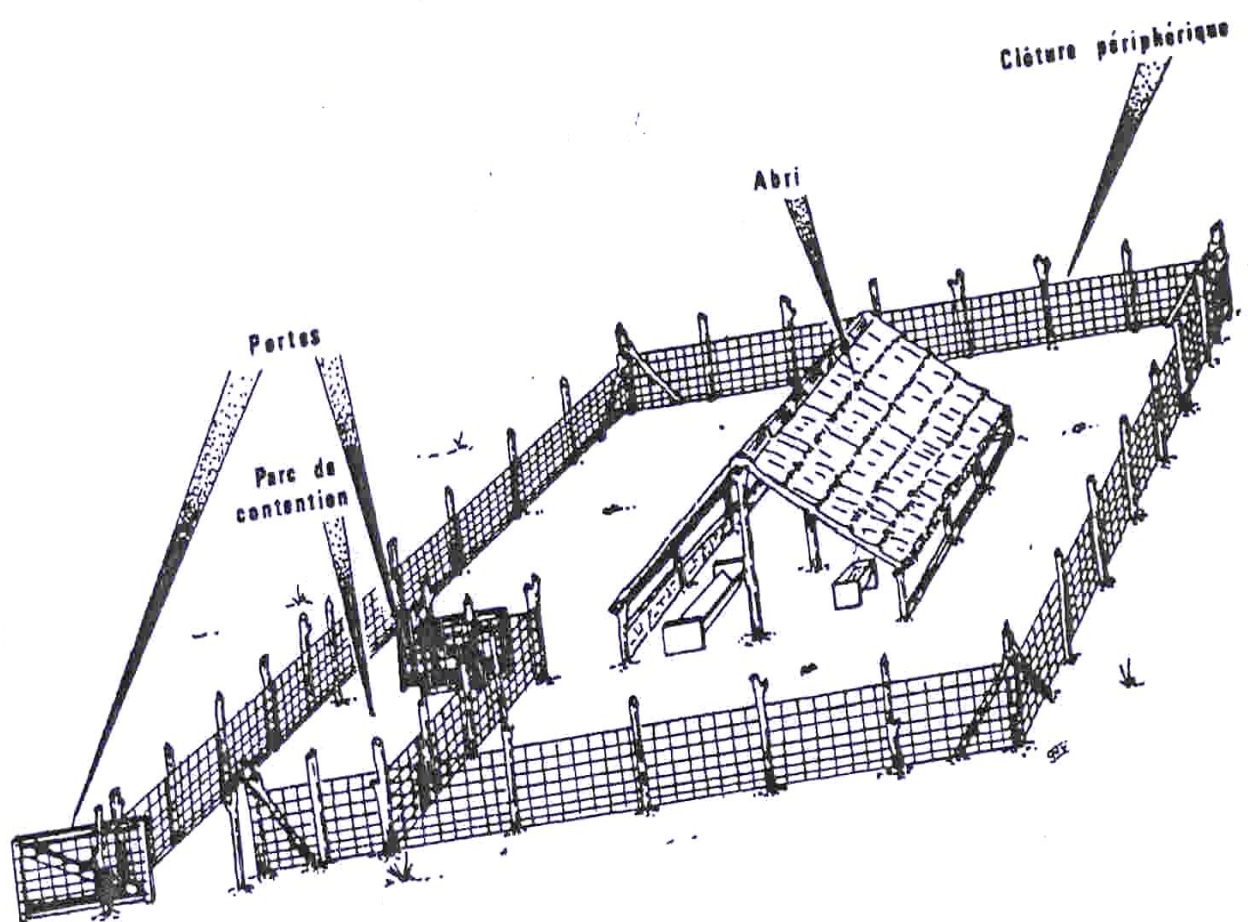 Clôture périphérique
Abri
Portes
Parc de
contention